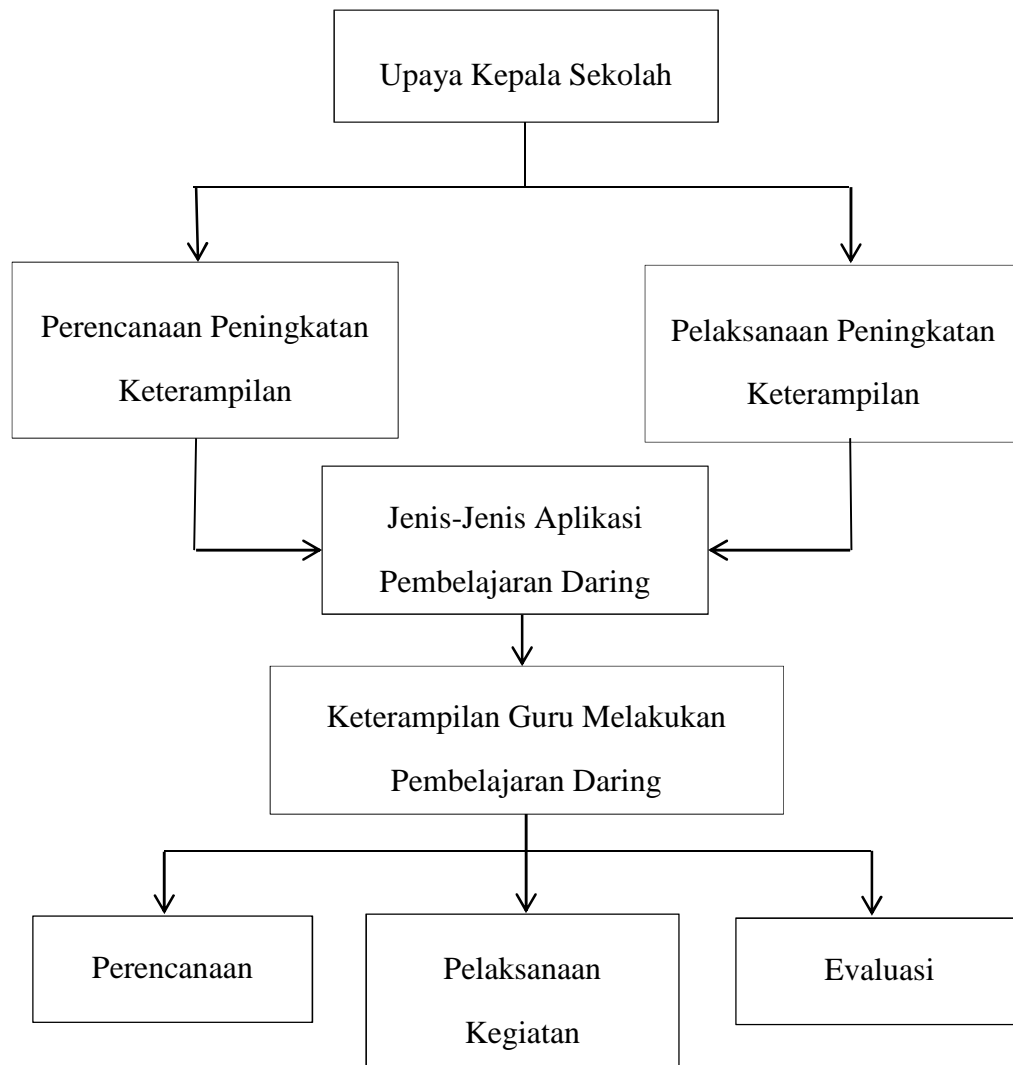 Upaya Kepala Sekolah
Perencanaan Peningkatan
Keterampilan
Pelaksanaan Peningkatan
Keterampilan
Jenis-Jenis Aplikasi
Pembelajaran Daring
Keterampilan Guru Melakukan
Pembelajaran Daring
Perencanaan
Pelaksanaan
Kegiatan
Evaluasi